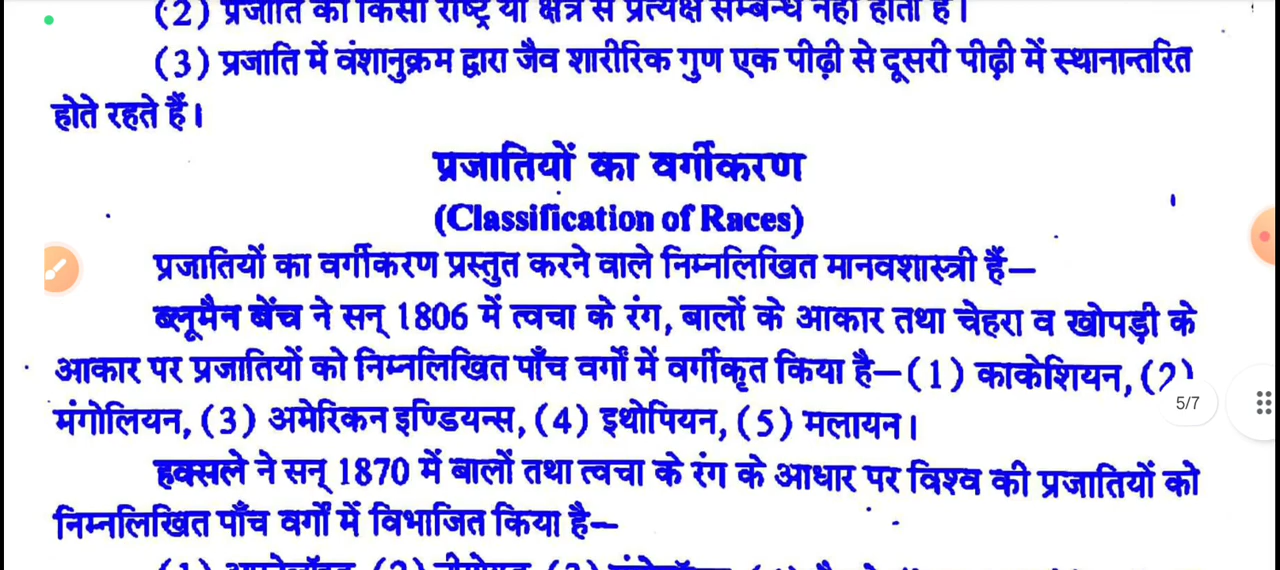 (2) प्रजाति का किसी राष्ट्र या क्षेत्र से प्रत्यक्ष सम्बन्ध नहीं होता है।
(3) प्रजाति में वंशानुक्रम द्वारा जैव शारीरिक गुण एक पीढ़ी से दूसरी पीढ़ी में स्थानान्तरित
होते रहते हैं।
प्रजातियों का वर्गीकरण
(Classification of Races)
प्रजातियों का वर्गीकरण प्रस्तुत करने वाले निम्नलिखित मानवशास्त्री हैं—
ब्लूमैन बेंच ने सन् 1806 में त्वचा के रंग, बालों के आकार तथा चेहरा व खोपड़ी के
आकार पर प्रजातियों को निम्नलिखित पाँच वर्गों में वर्गीकृत किया है—(1) काकेशियन, (2)
मंगोलियन, (3) अमेरिकन इण्डियन्स, (4) इथोपियन, (5) मलायन।
5/7
हक्सले ने सन् 1870 में बालों तथा त्वचा के रंग के आधार पर विश्व की प्रजातियों को
निम्नलिखित पाँच वर्गों में विभाजित किया है—